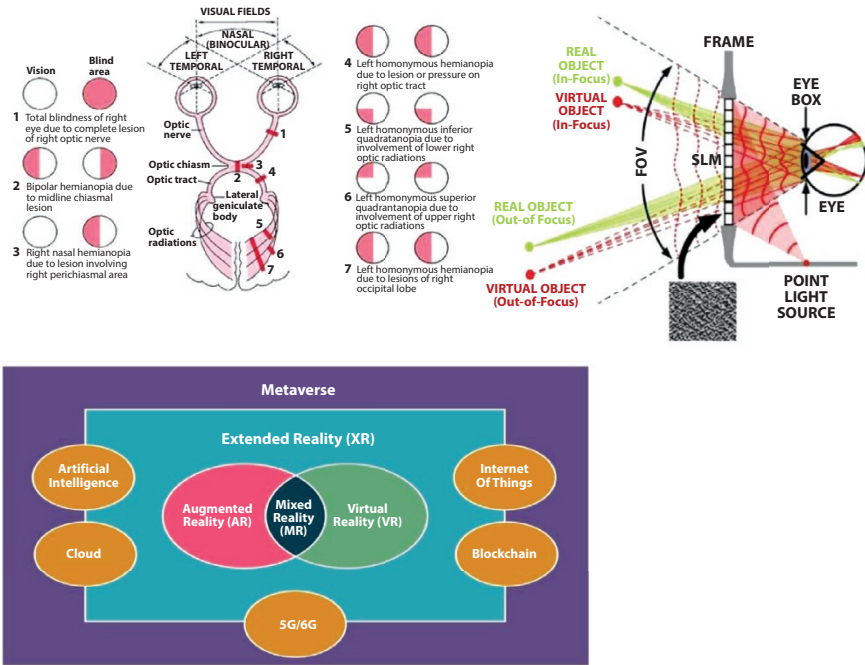 VISUAL FIELDS
NASAL
(BINOCULAR)
LEFT
TEMPORAL
RIGHT
TEMPORAL
Vision
Blind
area
1 Total blindness of right
eye due to complete lesion
of right optic nerve
2 Bipolar hemianopia due
to midline chiasmal
lesion
3 Right nasal hemianopia
due to lesion involving
right perichiasmal area
Optic
nerve
1
Optic chiasm
3
2
4
Optic tract
Lateral
geniculate
body
Optic
radiations
5
6
7
4 Left homonymous hemianopia
due to lesion or pressure on
right optic tract
5 Left homonymous inferior
quadratanopia due to
involvement of lower right
optic radiations
6 Left homonymous superior
quadrantanopia due to
involvement of upper right
optic radiations
7 Left homonymous hemianopia
due to lesions of right
occipital lobe
FRAME
REAL
OBJECT
(In-Focus)
VIRTUAL
OBJECT
(In-Focus)
EYE
BOX
FOV
SLM
EYE
REAL OBJECT
(Out-of Focus)
VIRTUAL OBJECT
(Out-of-Focus)
POINT
LIGHT
SOURCE
Metaverse
Extended Reality (XR)
Artificial
Intelligence
Internet
Of Things
Augmented
Reality (AR)
Mixed
Reality
(MR)
Virtual
Reality (VR)
Cloud
Blockchain
5G/6G